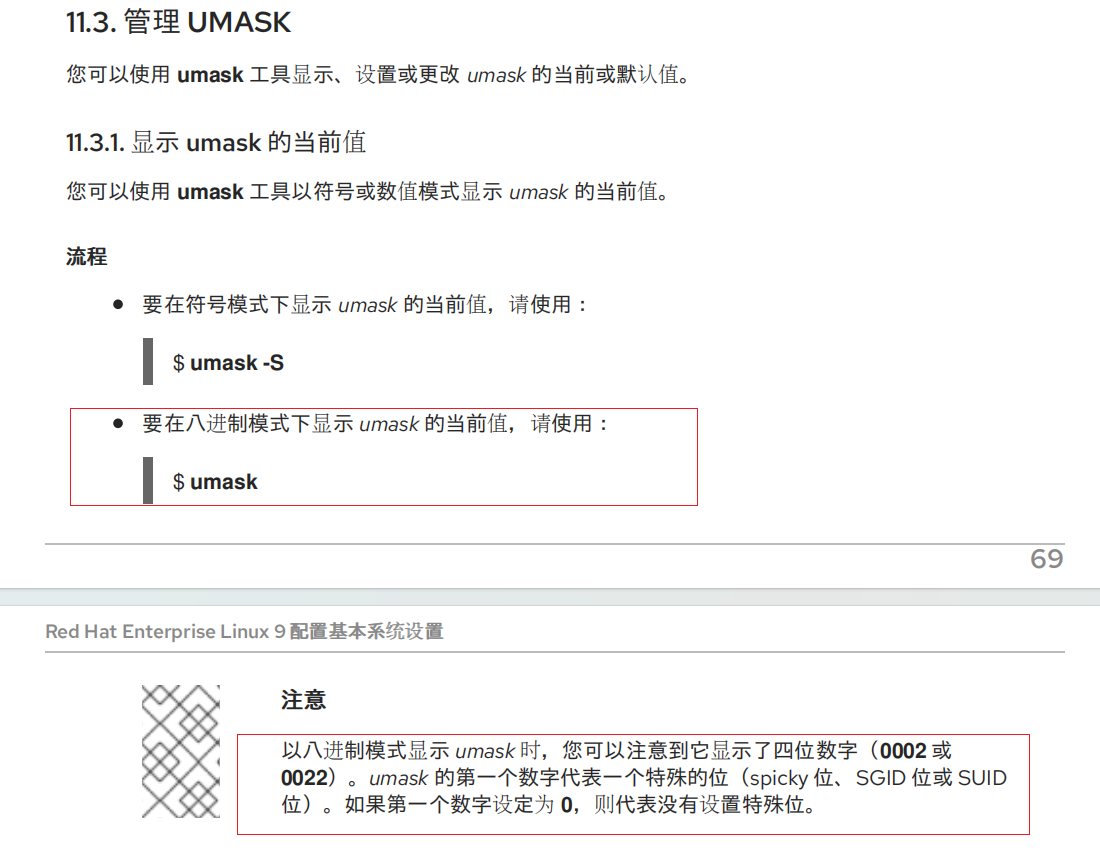 11.3. 管理 UMASK
您可以使用 umask 工具显示、设置或更改 umask 的当前或默认值。
11.3.1. 显示 umask 的当前值
您可以使用 umask 工具以符号或数值模式显示 umask 的当前值。
流程
● 要在符号模式下显示 umask 的当前值，请使用：
$ umask -S
● 要在八进制模式下显示 umask 的当前值，请使用：
$ umask
69
Red Hat Enterprise Linux 9 配置基本系统设置
注意
以八进制模式显示 umask 时，您可以注意到它显示了四位数字（0002 或
0022）。umask 的第一个数字代表一个特殊的位（spicky 位、SGID 位或 SUID
位）。如果第一个数字设定为 0，则代表没有设置特殊位。